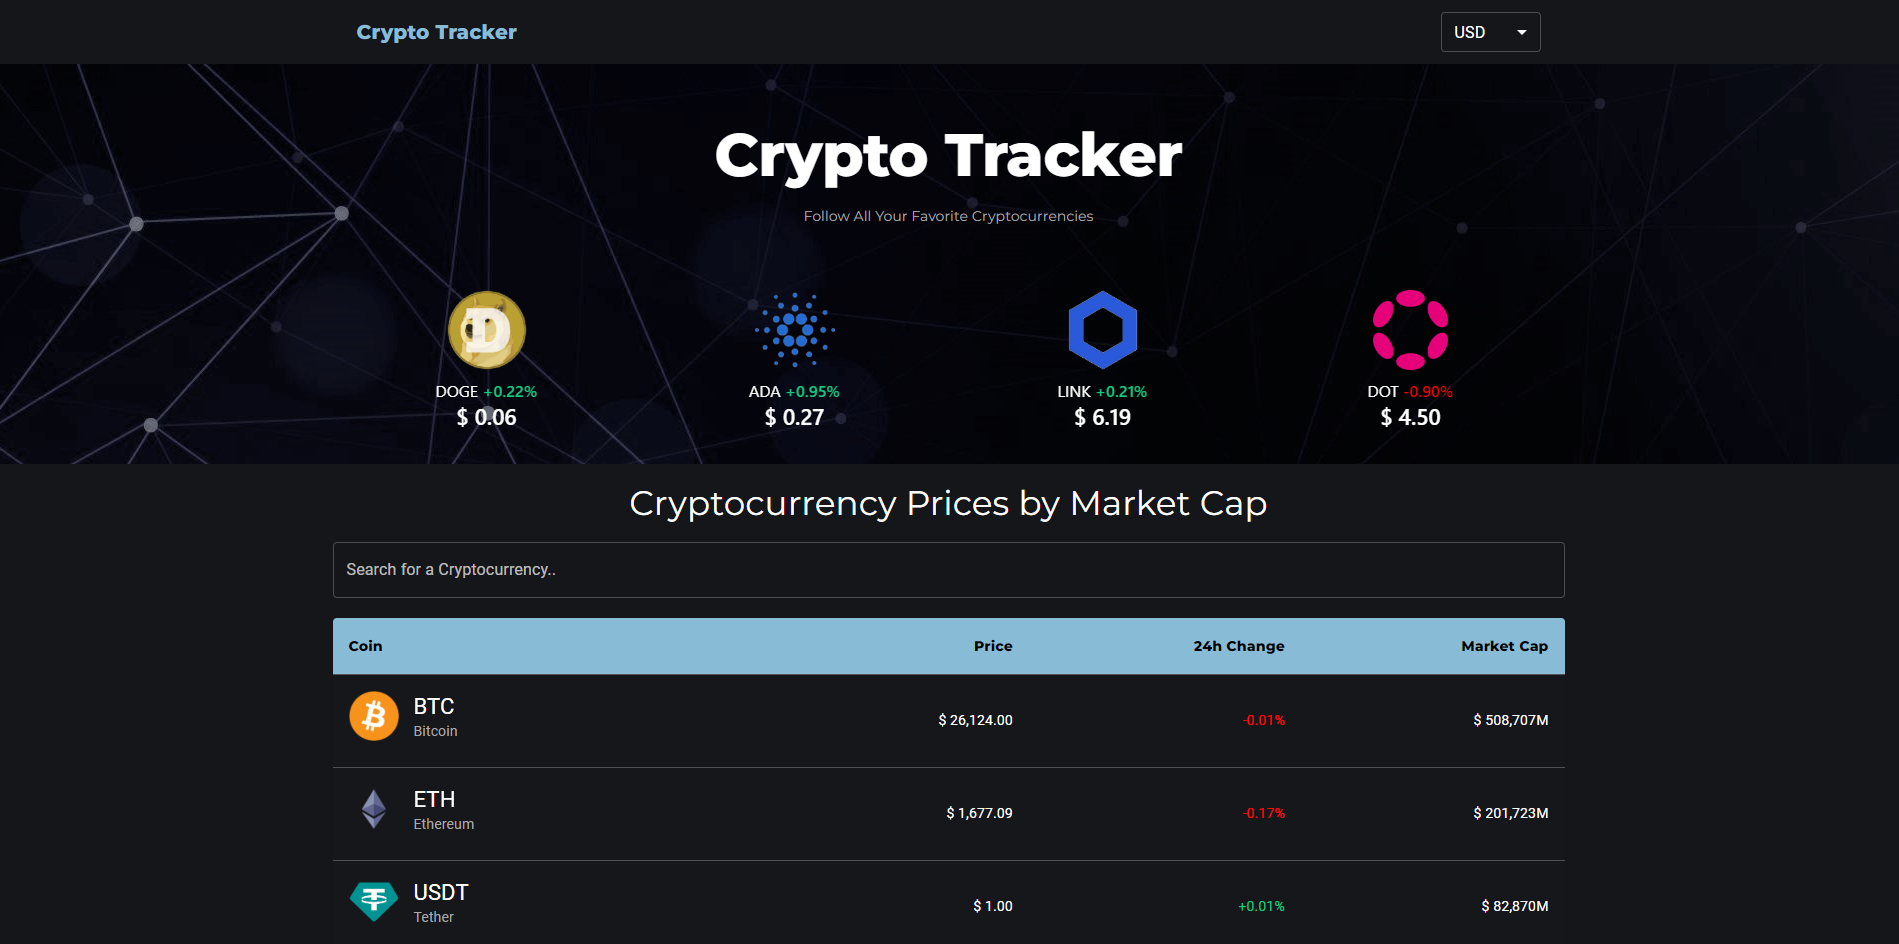 Crypto Tracker
USD
Crypto Tracker
Follow All Your Favorite Cryptocurrencies
DOGE +0.22%
$ 0.06
ADA +0.95%
$ 0.27
LINK +0.21%
$ 6.19
DOT -0.90%
$ 4.50
Cryptocurrency Prices by Market Cap
Search for a Cryptocurrency..
Coin Price 24h Change Market Cap
BTC
Bitcoin
$ 26,124.00 -0.01% $ 508,707M
ETH
Ethereum
$ 1,677.09 -0.17% $ 201,723M
USDT
Tether
$ 1.00 +0.01% $ 82,870M